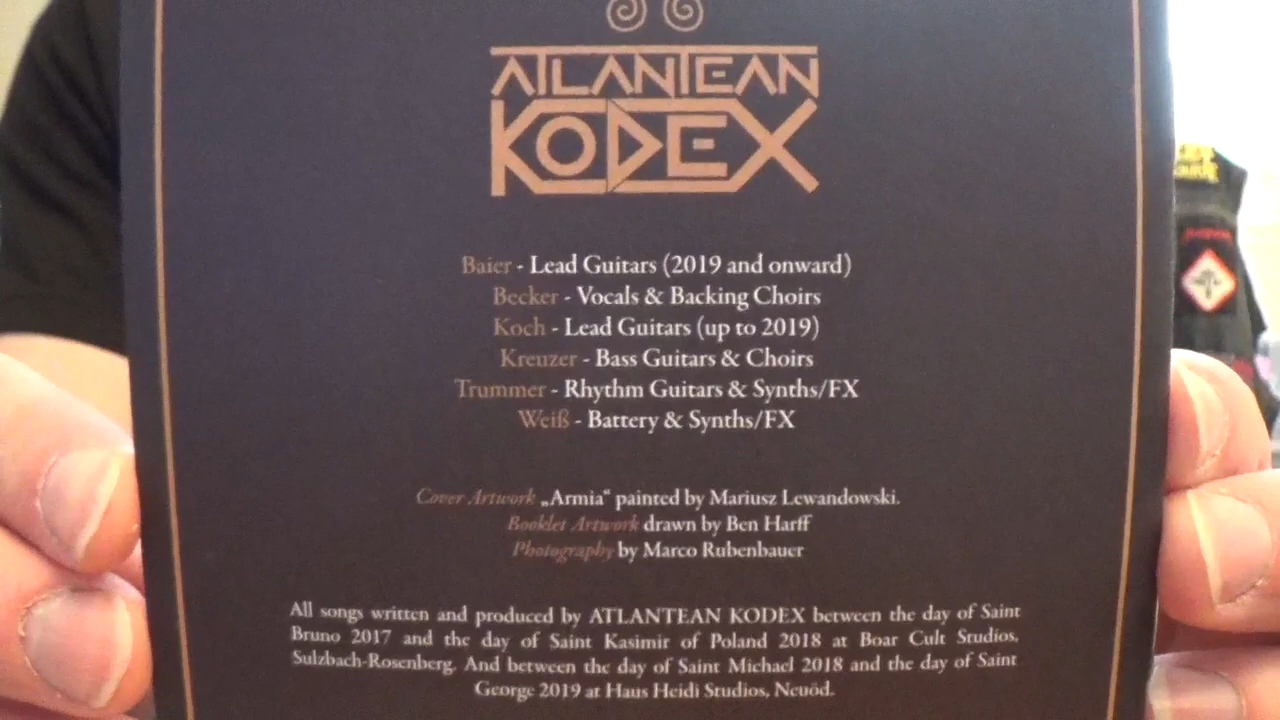 ATLANTEAN
KODEX
Baier - Lead Guitars (2019 and onward)
Becker - Vocals & Backing Choirs
Koch - Lead Guitars (up to 2019)
Kreuzer - Bass Guitars & Choirs
Trummer - Rhythm Guitars & Synths/FX
Weiß - Battery & Synths/FX
Cover Artwork „Armia“ painted by Mariusz Lewandowski.
Booklet Artwork drawn by Ben Harff
Photography by Marco Rubenbauer
All songs written and produced by ATLANTEAN KODEX between the day of Saint
Bruno 2017 and the day of Saint Kasimir of Poland 2018 at Boar Cult Studios,
Sulzbach-Rosenberg. And between the day of Saint Michael 2018 and the day of Saint
George 2019 at Haus Heidi Studios, Neuöd.